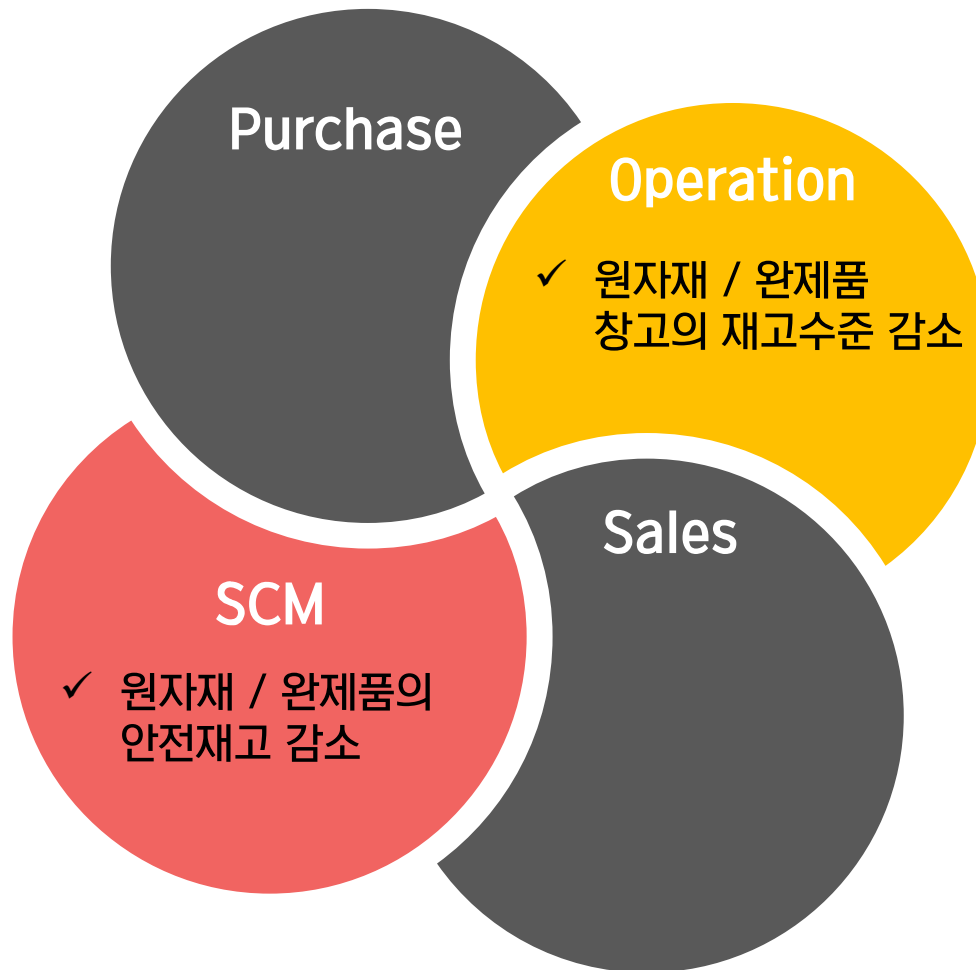 Purchase
Operation
✓ 원자재 / 완제품
창고의 재고수준 감소
Sales
SCM
✓ 원자재 / 완제품의
안전재고 감소